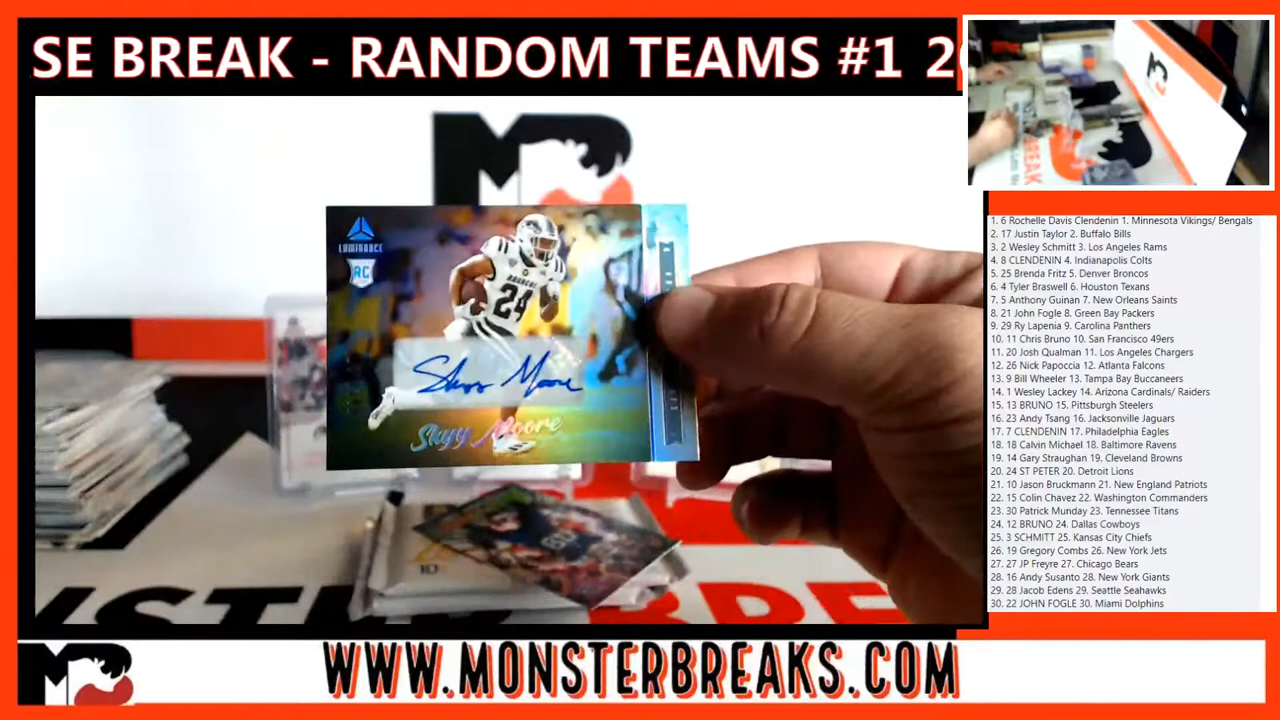 SE BREAK - RANDOM TEAMS #1
LUMINANCE
RC
BRONCOS
24
Skyy Moore
Skyy Moore
10
1. 6 Rochelle Davis Clendenin 1. Minnesota Vikings/ Bengals
2. 17 Justin Taylor 2. Buffalo Bills
3. 2 Wesley Schmitt 3. Los Angeles Rams
4. 8 CLENDENIN 4. Indianapolis Colts
5. 25 Brenda Fritz 5. Denver Broncos
6. 4 Tyler Braswell 6. Houston Texans
7. 5 Anthony Guinan 7. New Orleans Saints
8. 21 John Fogle 8. Green Bay Packers
9. 29 Ry Lapenia 9. Carolina Panthers
10. 11 Chris Bruno 10. San Francisco 49ers
11. 20 Josh Qualman 11. Los Angeles Chargers
12. 26 Nick Papoccia 12. Atlanta Falcons
13. 9 Bill Wheeler 13. Tampa Bay Buccaneers
14. 1 Wesley Lackey 14. Arizona Cardinals/ Raiders
15. 13 BRUNO 15. Pittsburgh Steelers
16. 23 Andy Tsang 16. Jacksonville Jaguars
17. 7 CLENDENIN 17. Philadelphia Eagles
18. 18 Calvin Michael 18. Baltimore Ravens
19. 14 Gary Straughan 19. Cleveland Browns
20. 24 ST PETER 20. Detroit Lions
21. 10 Jason Bruckmann 21. New England Patriots
22. 15 Colin Chavez 22. Washington Commanders
23. 30 Patrick Munday 23. Tennessee Titans
24. 12 BRUNO 24. Dallas Cowboys
25. 3 SCHMITT 25. Kansas City Chiefs
26. 19 Gregory Combs 26. New York Jets
27. 27 JP Freyre 27. Chicago Bears
28. 16 Andy Susanto 28. New York Giants
29. 28 Jacob Edens 29. Seattle Seahawks
30. 22 JOHN FOGLE 30. Miami Dolphins
WWW.MONSTERBREAKS.COM